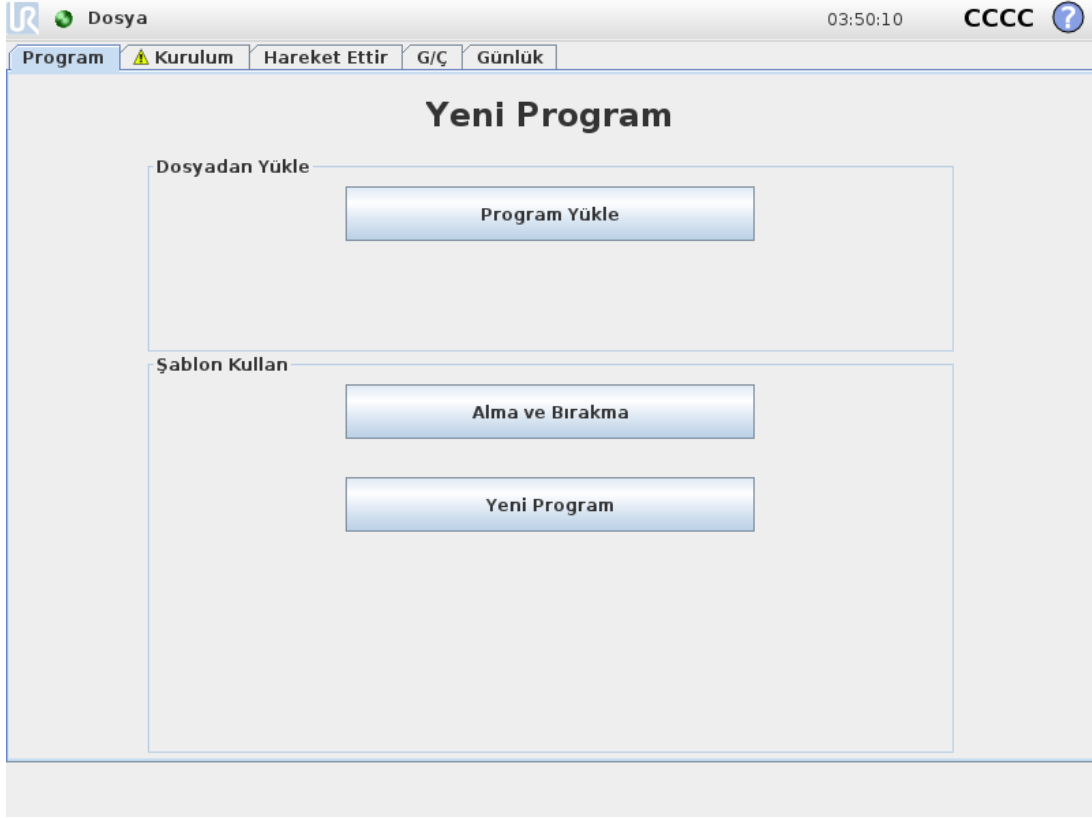 UR Dosya 03:50:10 CCCC ?
Program Kurulum Hareket Ettir G/Ç Günlük
Yeni Program
Dosyadan Yükle
Program Yükle
Şablon Kullan
Alma ve Bırakma
Yeni Program